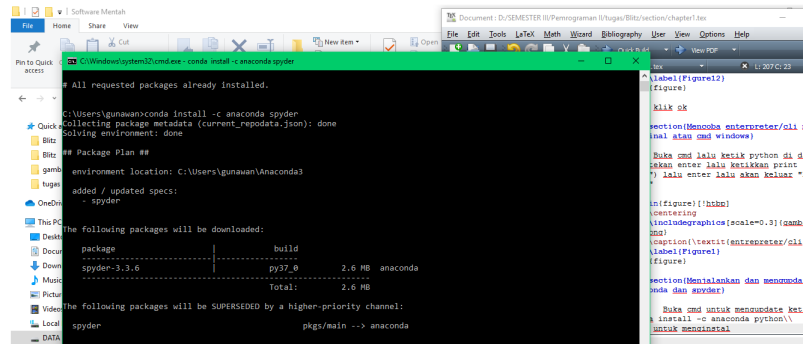 Software Mentah
File
Home
Share
View
Pin to Quick
access
Cut
New item
Open
Quick a
Blitz
Blitz
gamb
tugas
OneDriv
This PC
Deskto
Docum
Down
Music
Pictur
Video
Local
DATA
C:\Windows\system32\cmd.exe - conda install -c anaconda spyder
# All requested packages already installed.
C:\Users\gunawan>conda install -c anaconda spyder
Collecting package metadata (current_repodata.json): done
Solving environment: done
## Package Plan ##
environment location: C:\Users\gunawan\Anaconda3
added / updated specs:
- spyder
The following packages will be downloaded:
package | build
spyder-3.3.6 | py37_0 2.6 MB anaconda
Total: 2.6 MB
The following packages will be SUPERSEDED by a higher-priority channel:
spyder pkgs/main --> anaconda
Document : D:/SEMESTER III/Pemrograman II/tugas/Blitz/section/chapter1.tex
File Edit Tools LaTeX Math Wizard Bibliography User View Options Help
Quick Build
View PDF
.tex
L: 207 C: 23
\label{Figure12}
{figure}
klik ok
section{Mencoba enterpreter/cli
inal atau cmd windows}
Buka cmd lalu ketik python di d
tekan enter lalu ketikkan print
") lalu enter lalu akan keluar "
in{figure}[!htbp]
\centering
\includegraphics[scale=0.3]{gamb
ong}
\caption{\textit{entrepreter/cli
\label{Figure1}
{figure}
section{Menjalankan dan mengupda
onda dan spyder}
Buka cmd untuk mengupdate ket
a install -c anaconda python\\
untuk menginstal